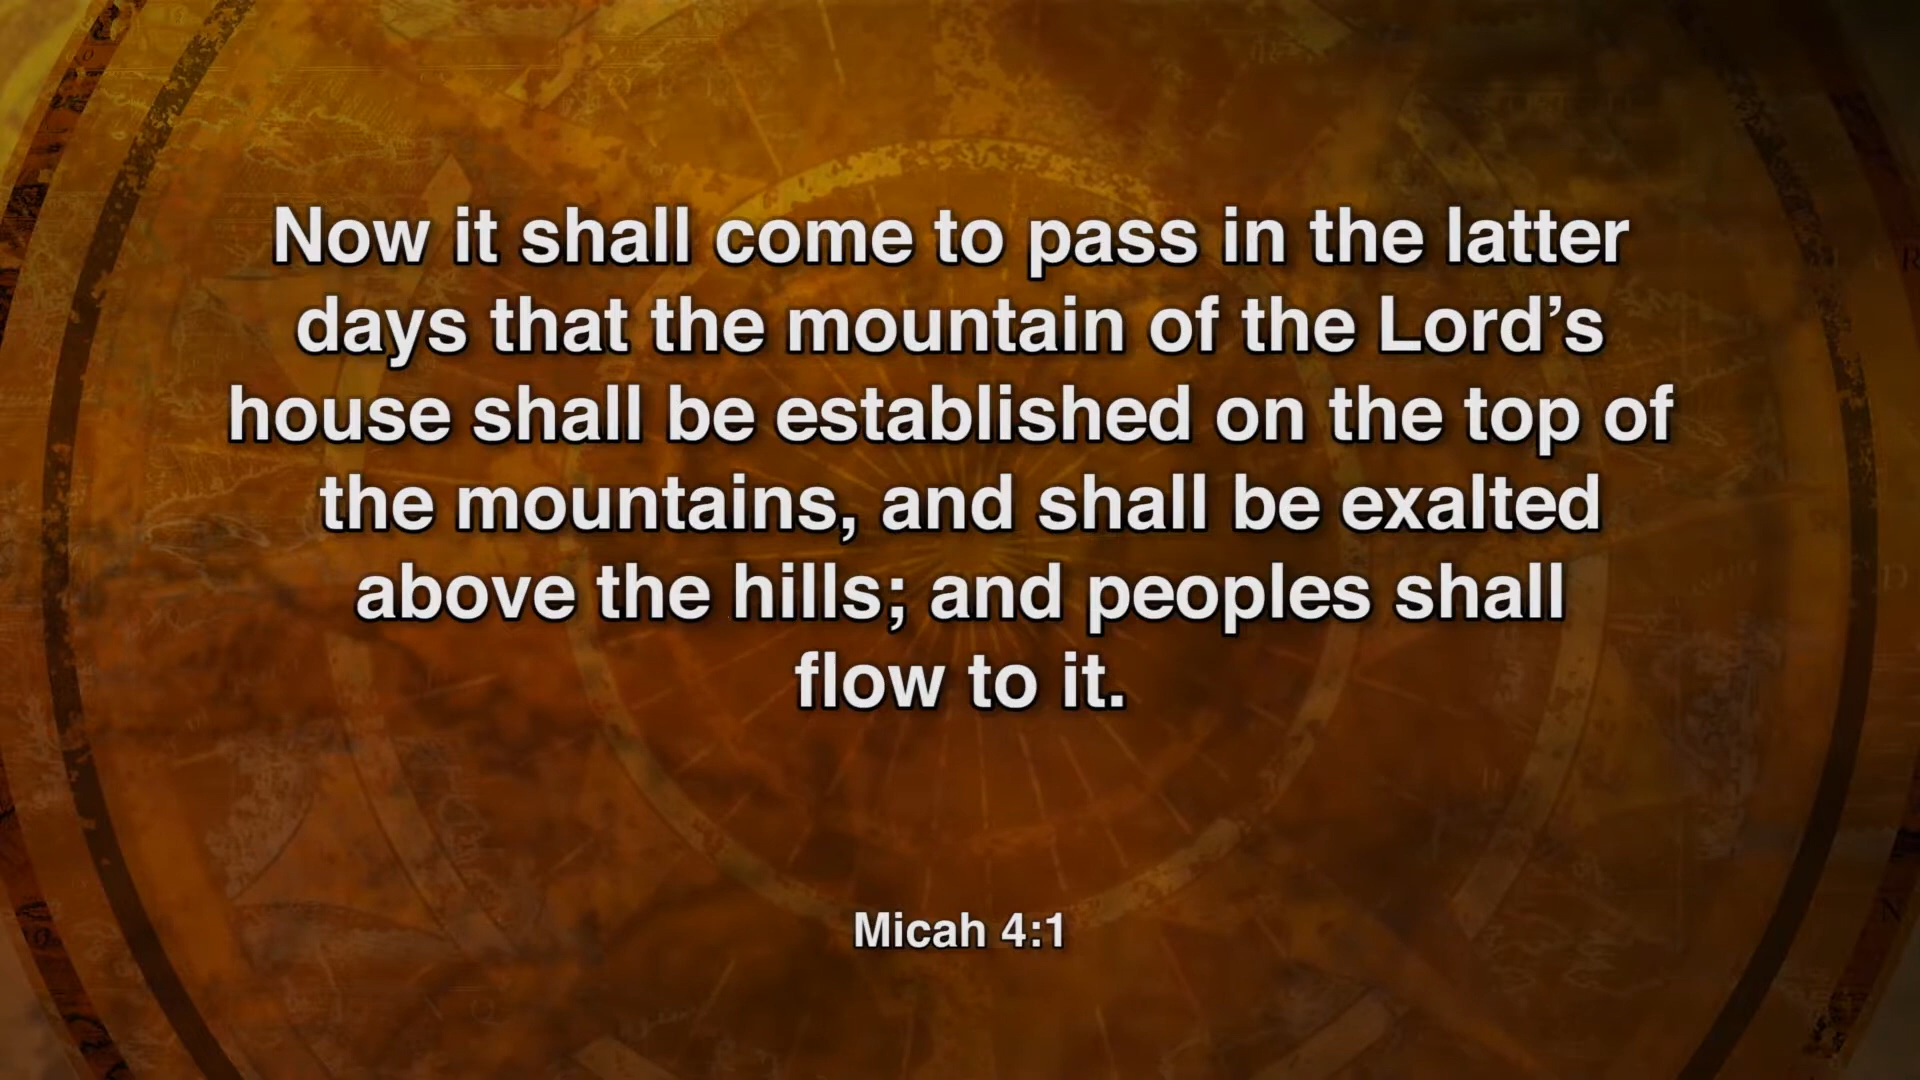 Now it shall come to pass in the latter
days that the mountain of the Lord’s
house shall be established on the top of
the mountains, and shall be exalted
above the hills; and peoples shall
flow to it.
Micah 4:1